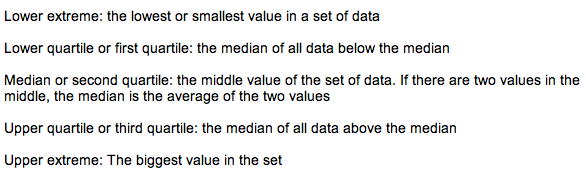 Lower extreme: the lowest or smallest value in a set of data
Lower quartile or first quartile: the median of all data below the median
Median or second quartile: the middle value of the set of data. If there are two values in the
middle, the median is the average of the two values
Upper quartile or third quartile: the median of all data above the median
Upper extreme: The biggest value in the set